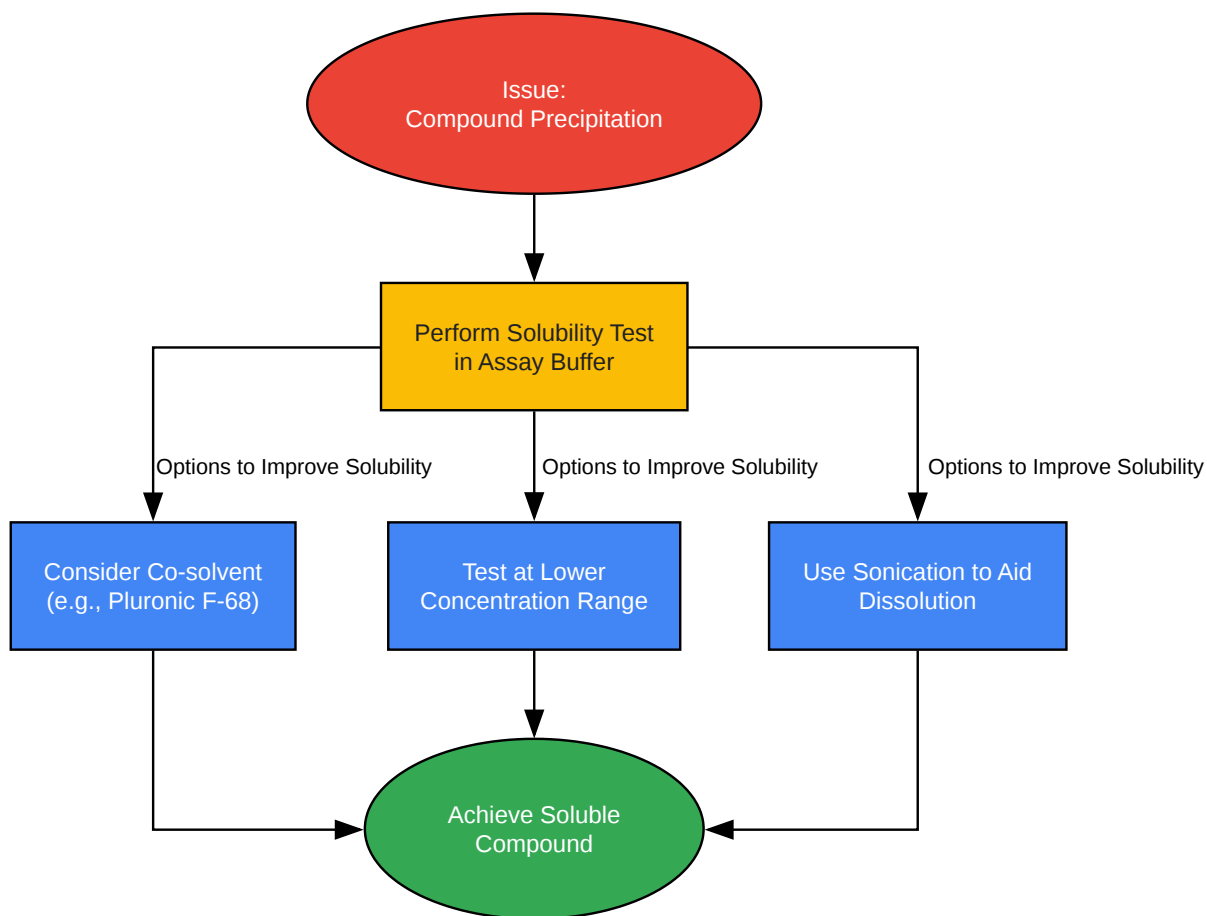 Issue:
Compound Precipitation
Perform Solubility Test
in Assay Buffer
Options to Improve Solubility
Options to Improve Solubility
Options to Improve Solubility
Consider Co-solvent
(e.g., Pluronic F-68)
Test at Lower
Concentration Range
Use Sonication to Aid
Dissolution
Achieve Soluble
Compound